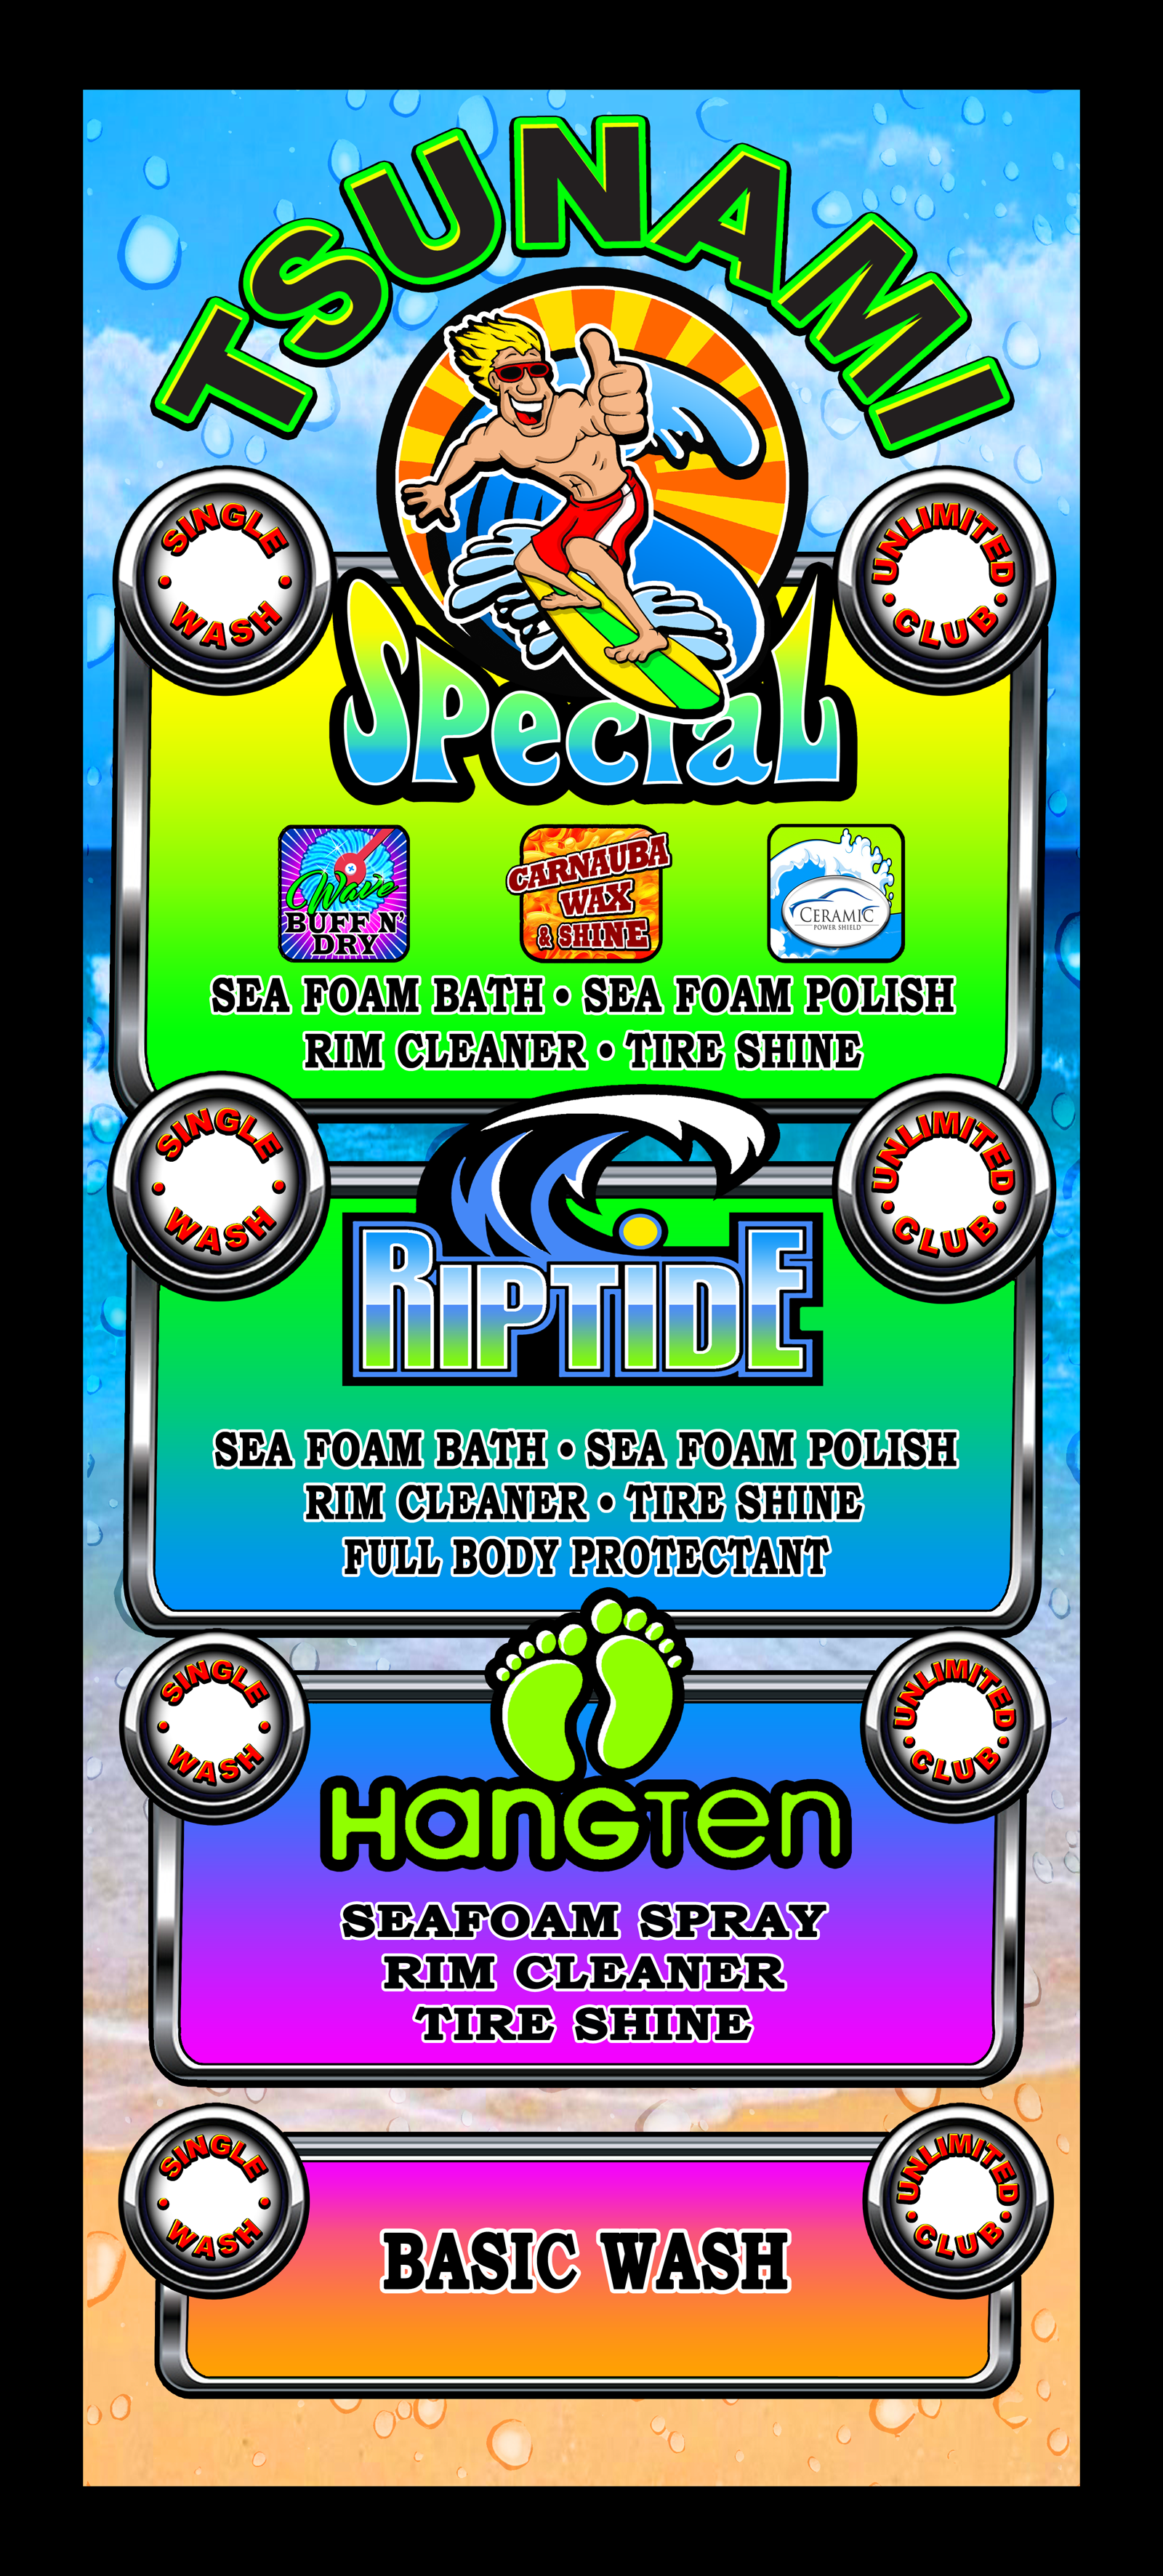 TSUNAMI
SINGLE WASH
UNLIMITED CLUB
SPecial
Wave
BUFF N'
DRY
CARNAUBA
WAX
& SHINE
CERAMIC
POWER SHIELD
SEA FOAM BATH • SEA FOAM POLISH
RIM CLEANER • TIRE SHINE
SINGLE WASH
UNLIMITED CLUB
RIPTIDE
SEA FOAM BATH • SEA FOAM POLISH
RIM CLEANER • TIRE SHINE
FULL BODY PROTECTANT
SINGLE WASH
UNLIMITED CLUB
HanGTen
SEAFOAM SPRAY
RIM CLEANER
TIRE SHINE
SINGLE WASH
UNLIMITED CLUB
BASIC WASH